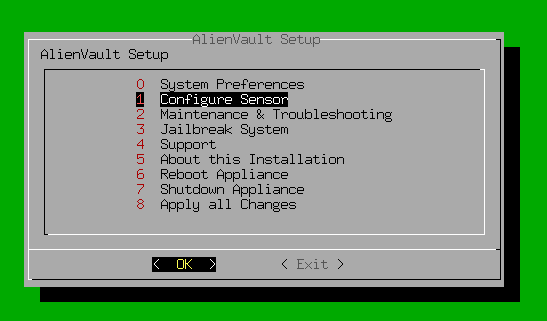 AlienVault Setup
AlienVault Setup
0 System Preferences
1 Configure Sensor
2 Maintenance & Troubleshooting
3 Jailbreak System
4 Support
5 About this Installation
6 Reboot Appliance
7 Shutdown Appliance
8 Apply all Changes
< OK > < Exit >